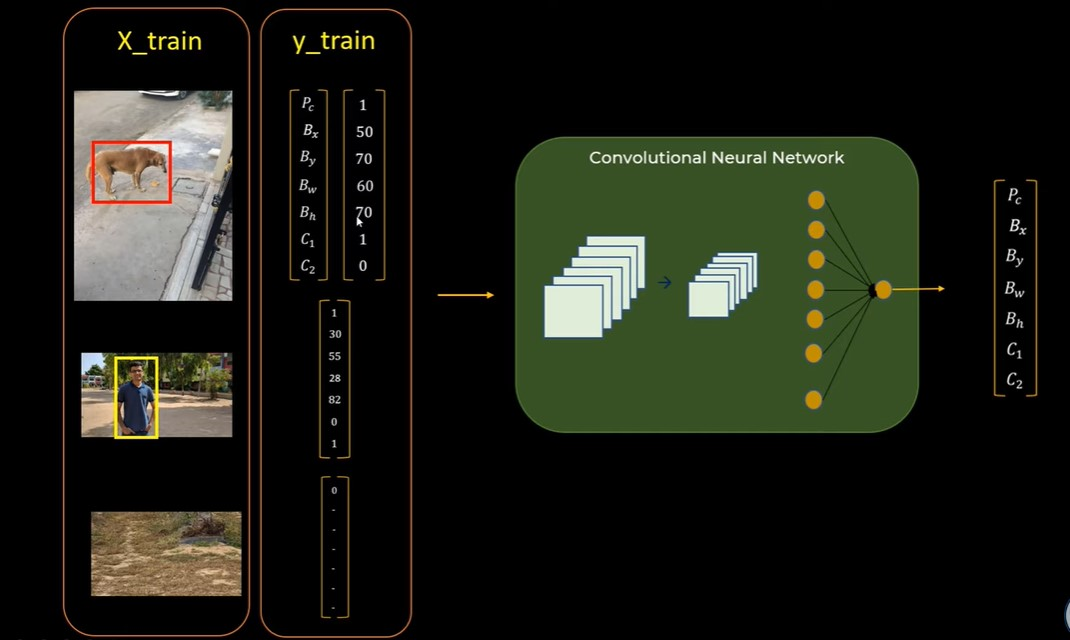 X_train
y_train
P_c 1
B_x 50
B_y 70
B_w 60
B_h 70
C_1 1
C_2 0
1
30
55
28
82
0
1
0
-
-
-
-
-
-
Convolutional Neural Network
P_c
B_x
B_y
B_w
B_h
C_1
C_2